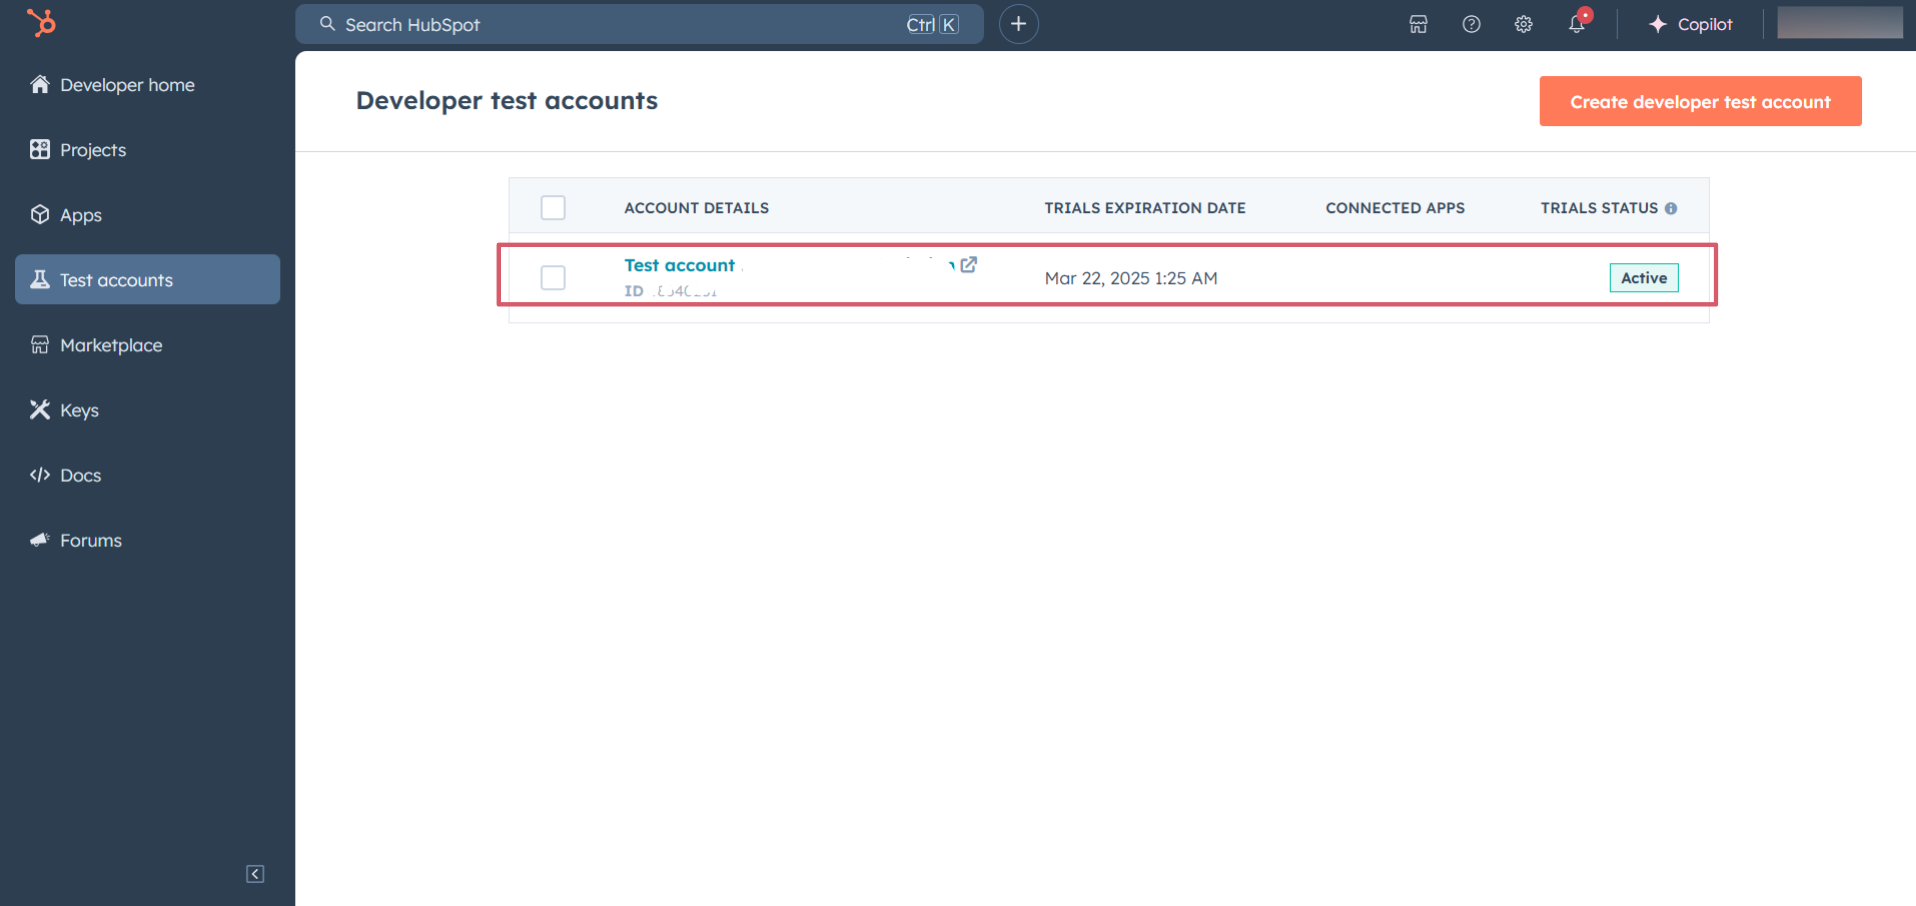 Search HubSpot Ctrl K
Copilot
Developer home
Projects
Apps
Test accounts
Marketplace
Keys
Docs
Forums
Developer test accounts
Create developer test account
ACCOUNT DETAILS TRIALS EXPIRATION DATE CONNECTED APPS TRIALS STATUS
Test account
ID
Mar 22, 2025 1:25 AM
Active